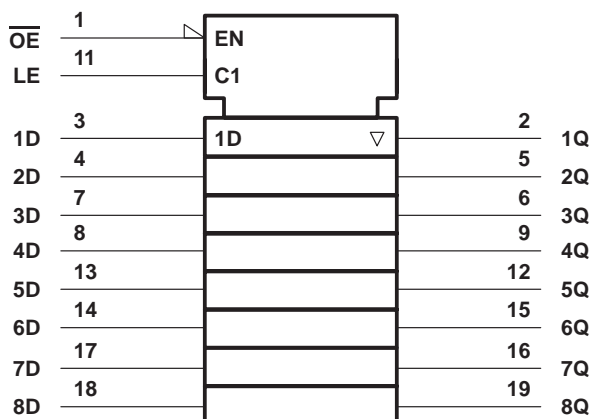 OE 1 EN
LE 11 C1
1D 3 1D 2 1Q
2D 4 5 2Q
3D 7 6 3Q
4D 8 9 4Q
5D 13 12 5Q
6D 14 15 6Q
7D 17 16 7Q
8D 18 19 8Q